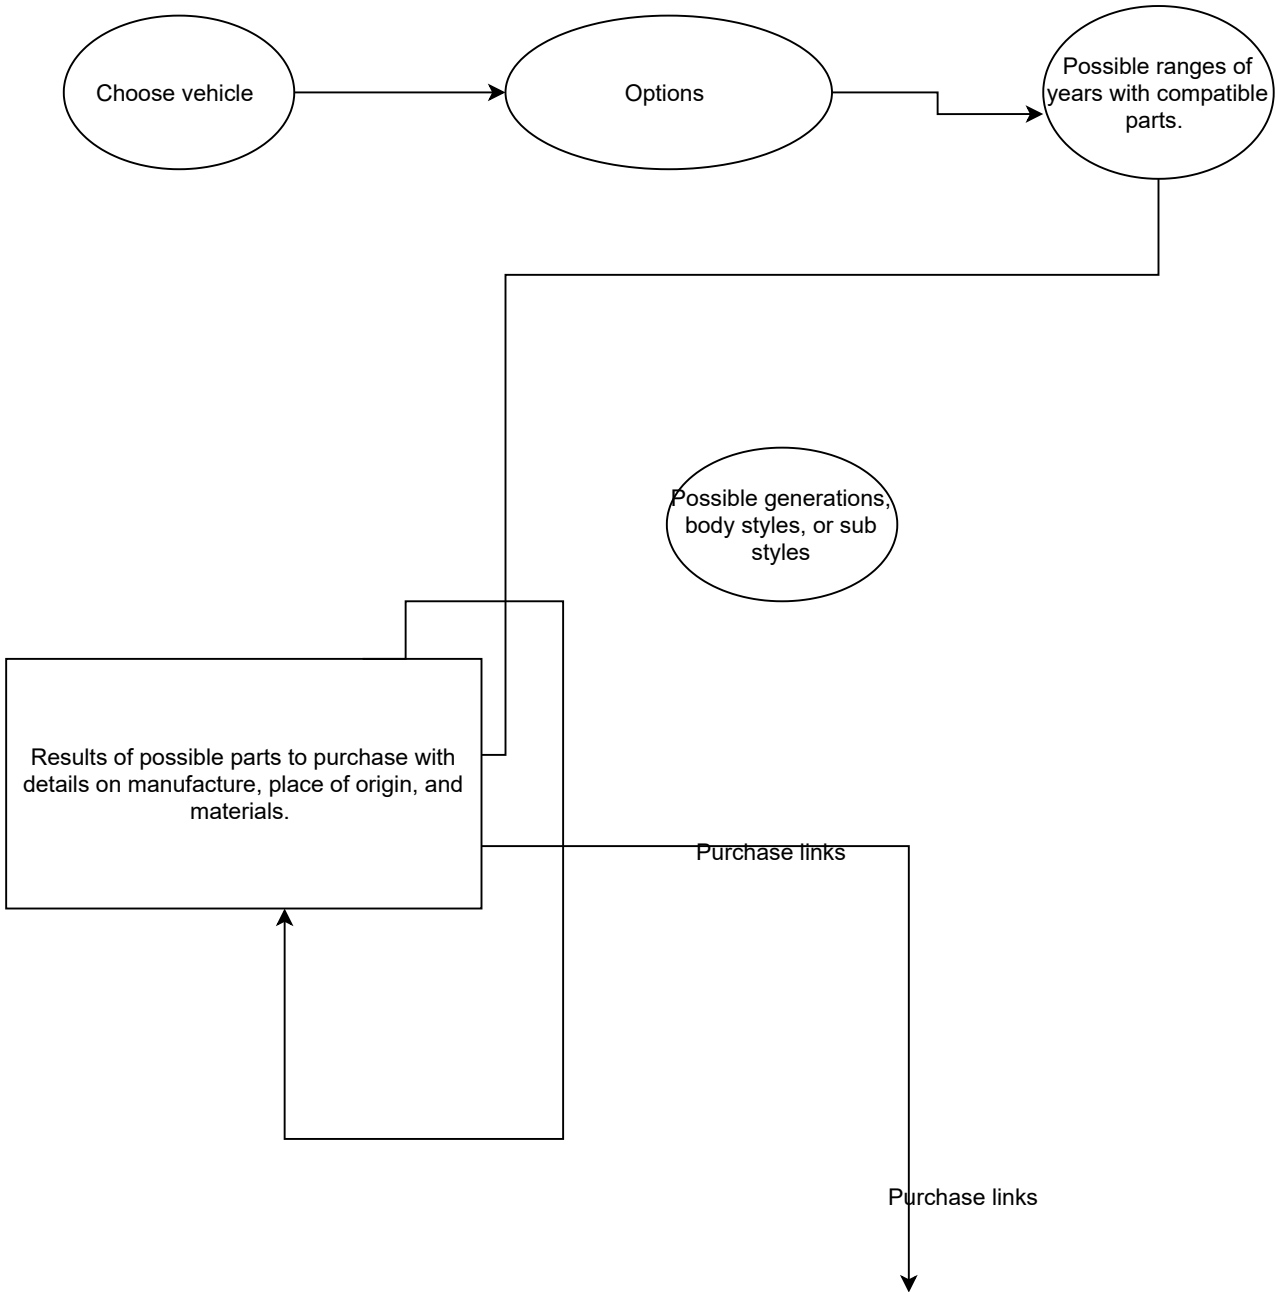 Choose vehicle
Options
Possible ranges of
years with compatible
parts.
Possible generations,
body styles, or sub
styles
Results of possible parts to purchase with
details on manufacture, place of origin, and
materials.
Purchase links
Purchase links